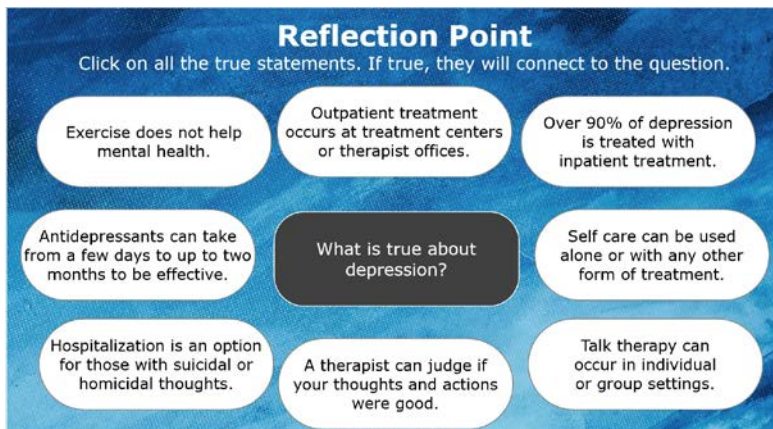 Reflection Point
Click on all the true statements. If true, they will connect to the question.
Exercise does not help
mental health.
Outpatient treatment
occurs at treatment centers
or therapist offices.
Over 90% of depression
is treated with
inpatient treatment.
Antidepressants can take
from a few days to up to two
months to be effective.
What is true about
depression?
Self care can be used
alone or with any other
form of treatment.
Hospitalization is an option
for those with suicidal or
homicidal thoughts.
A therapist can judge if
your thoughts and actions
were good.
Talk therapy can
occur in individual
or group settings.